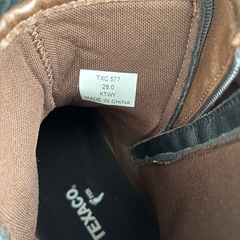 TXC 577
26.0
KTWY
MADE IN CHINA
TEXACO